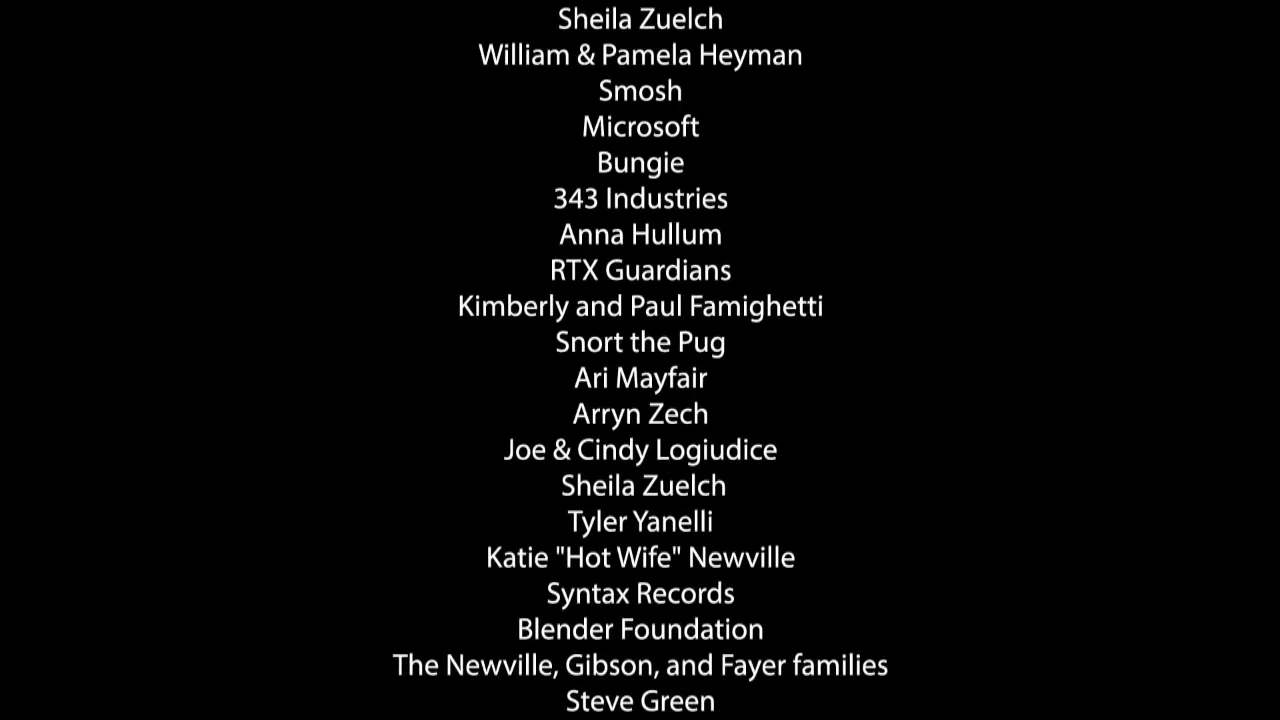 Sheila Zuelch
William & Pamela Heyman
Smosh
Microsoft
Bungie
343 Industries
Anna Hullum
RTX Guardians
Kimberly and Paul Famighetti
Snort the Pug
Ari Mayfair
Arryn Zech
Joe & Cindy Logiudice
Sheila Zuelch
Tyler Yanelli
Katie "Hot Wife" Newville
Syntax Records
Blender Foundation
The Newville, Gibson, and Fayer families
Steve Green